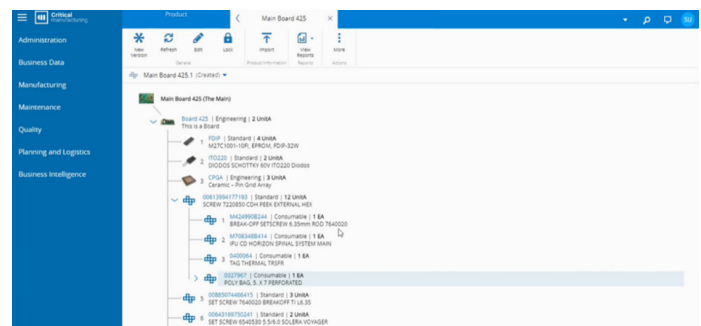 Critical
manufacturing
Product
Main Board 425
SU
Administration
Business Data
Manufacturing
Maintenance
Quality
Planning and Logistics
Business Intelligence
New
Version
Refresh
Edit
Lock
Import
View
Reports
More
General
Product Information
Reports
Actions
Main Board 425.1 (Created)
Main Board 425 (The Main)
Board 425 | Engineering | 2 UnitA
This is a Board
1 FDIP | Standard | 4 UnitA
M27C1001-10FI, EPROM, FDIP-32W
2 ITO220 | Standard | 2 UnitA
DIODOS SCHOTTKY 60V ITO220 Diodos
3 CPGA | Engineering | 3 UnitA
Ceramic - Pin Grid Array
00613994177193 | Standard | 12 UnitA
SCREW 7220850 CDH PEEK EXTERNAL HEX
1 M424990B244 | Consumable | 1 EA
BREAK-OFF SETSCREW 6.35mm ROD 7640020
2 M708348B414 | Consumable | 1 EA
IFU CD HORIZON SPINAL SYSTEM MAIN
3 0400064 | Consumable | 1 EA
TAG THERMAL TRSFR
0327967 | Consumable | 1 EA
POLY BAG, 5. X 7 PERFORATED
5 00885074466415 | Standard | 3 UnitA
SET SCREW 7640020 BREAKOFF TI L6.35
6 00643169750241 | Standard | 2 UnitA
SET SCREW 6540530 5.5/6.0 SOLERA VOYAGER